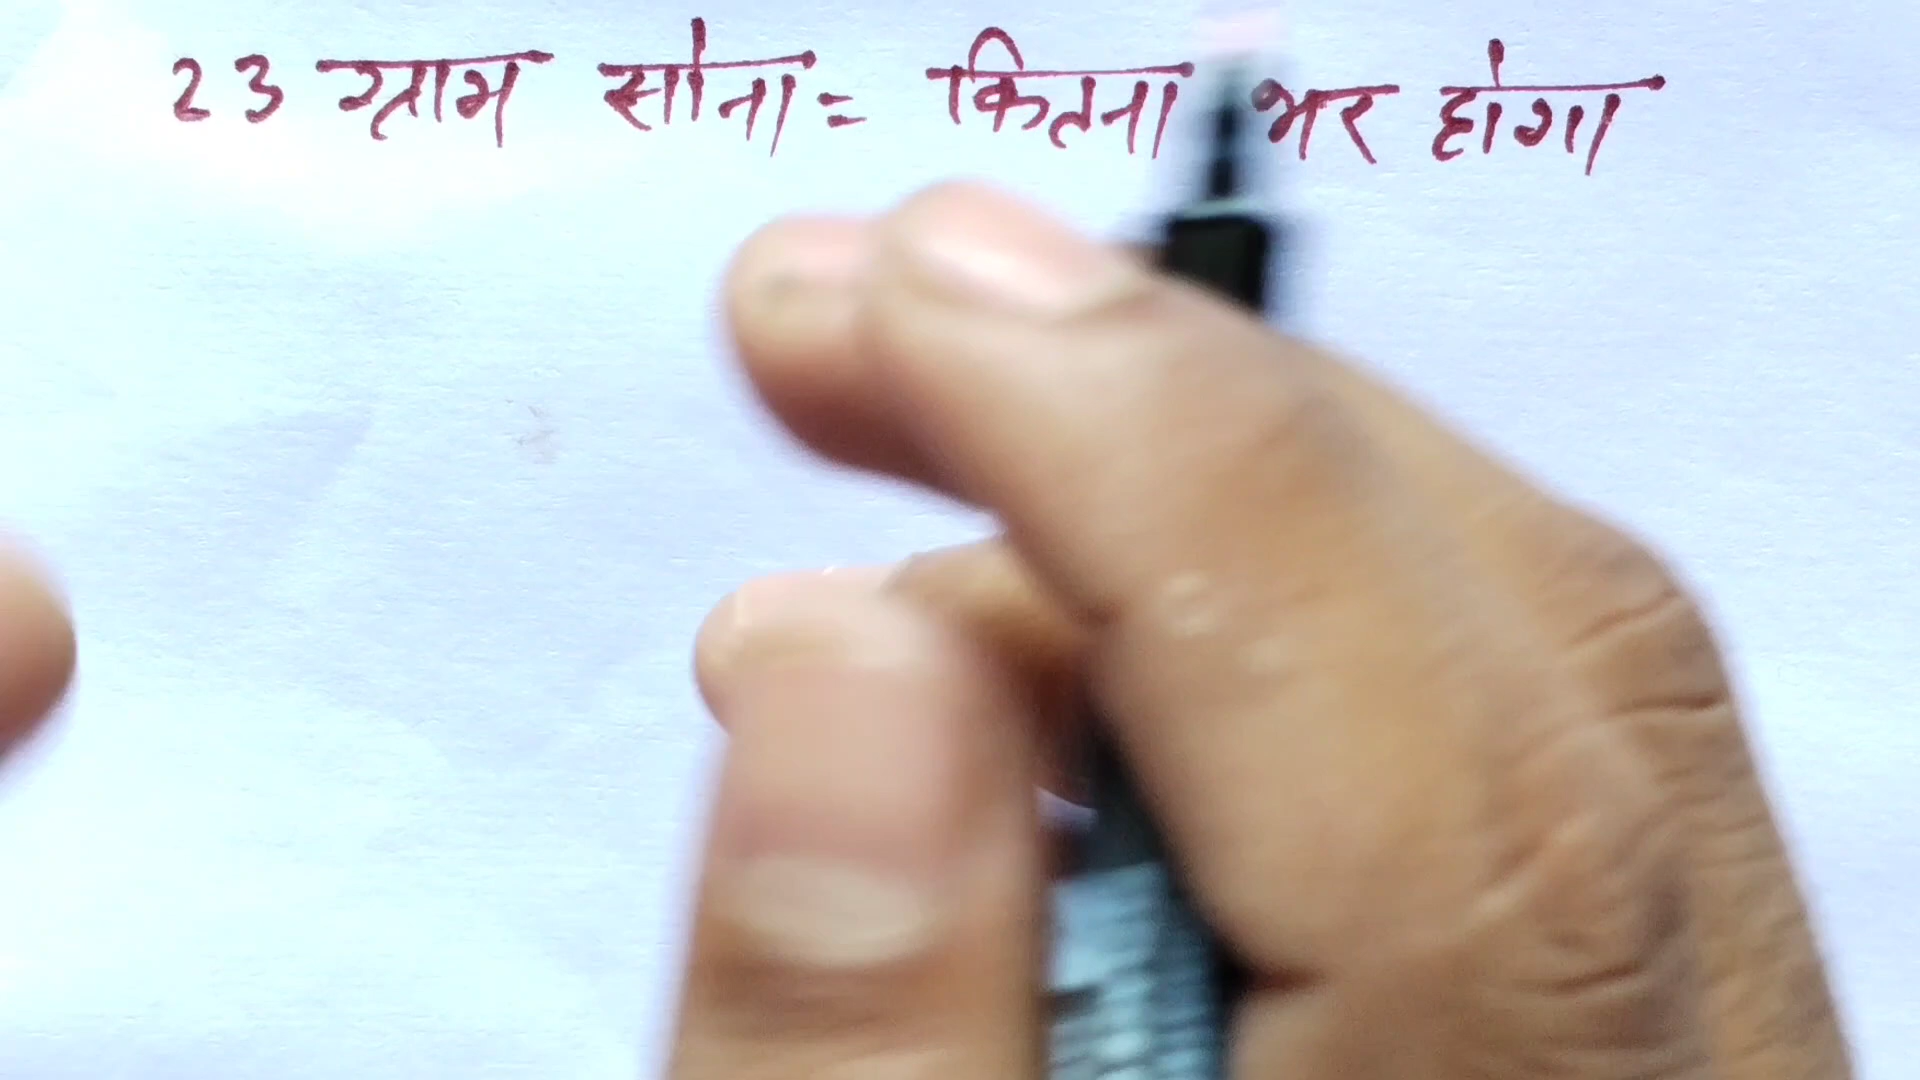 23 ग्राम सोना = कितना भर होगा